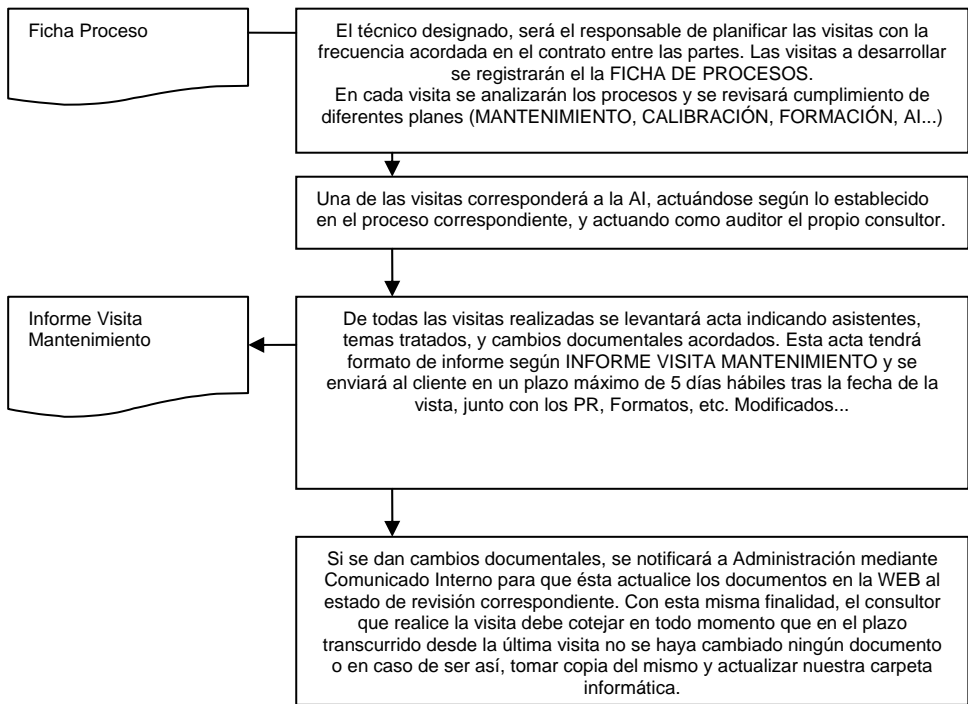 Ficha Proceso
El técnico designado, será el responsable de planificar las visitas con la
frecuencia acordada en el contrato entre las partes. Las visitas a desarrollar
se registrarán el la FICHA DE PROCESOS.
En cada visita se analizarán los procesos y se revisará cumplimiento de
diferentes planes (MANTENIMIENTO, CALIBRACIÓN, FORMACIÓN, AI...)
Una de las visitas corresponderá a la AI, actuándose según lo establecido
en el proceso correspondiente, y actuando como auditor el propio consultor.
Informe Visita
Mantenimiento
De todas las visitas realizadas se levantará acta indicando asistentes,
temas tratados, y cambios documentales acordados. Esta acta tendrá
formato de informe según INFORME VISITA MANTENIMIENTO y se
enviará al cliente en un plazo máximo de 5 días hábiles tras la fecha de la
vista, junto con los PR, Formatos, etc. Modificados...
Si se dan cambios documentales, se notificará a Administración mediante
Comunicado Interno para que ésta actualice los documentos en la WEB al
estado de revisión correspondiente. Con esta misma finalidad, el consultor
que realice la visita debe cotejar en todo momento que en el plazo
transcurrido desde la última visita no se haya cambiado ningún documento
o en caso de ser así, tomar copia del mismo y actualizar nuestra carpeta
informática.